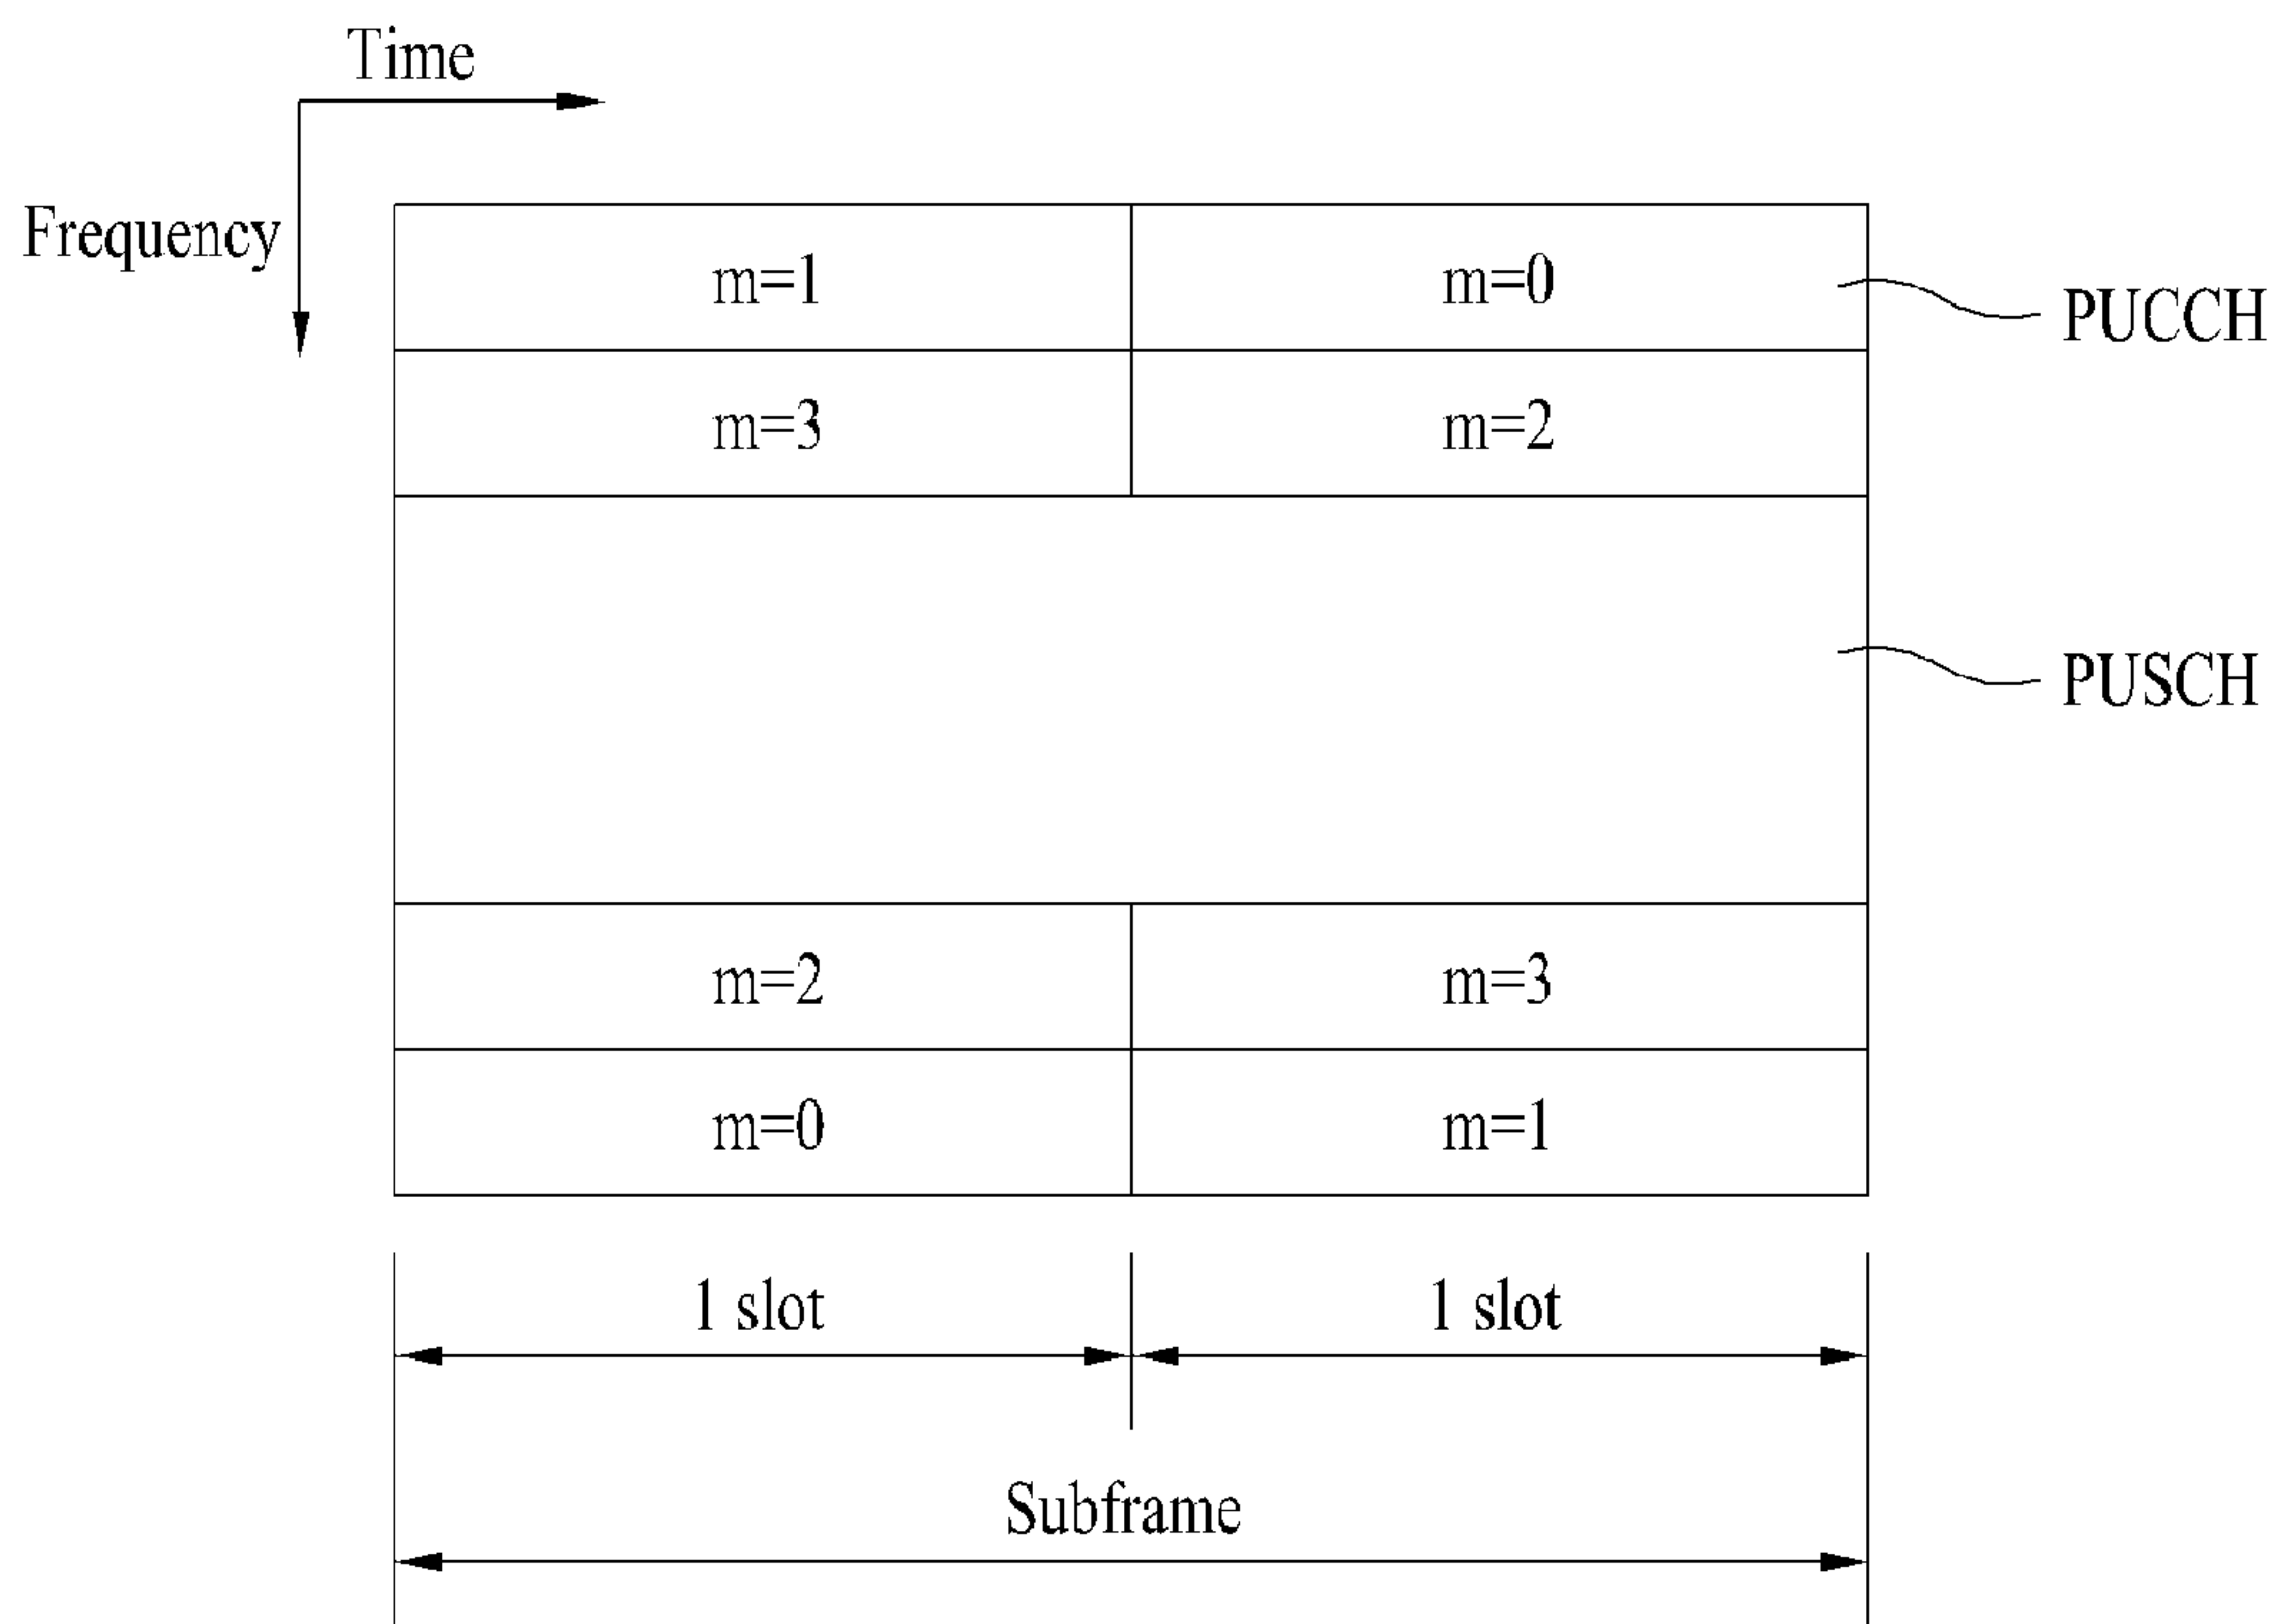 Time
Frequency
m=1
m=0
PUCCH
m=3
m=2
PUSCH
m=2
m=3
m=0
m=1
1 slot
1 slot
Subframe